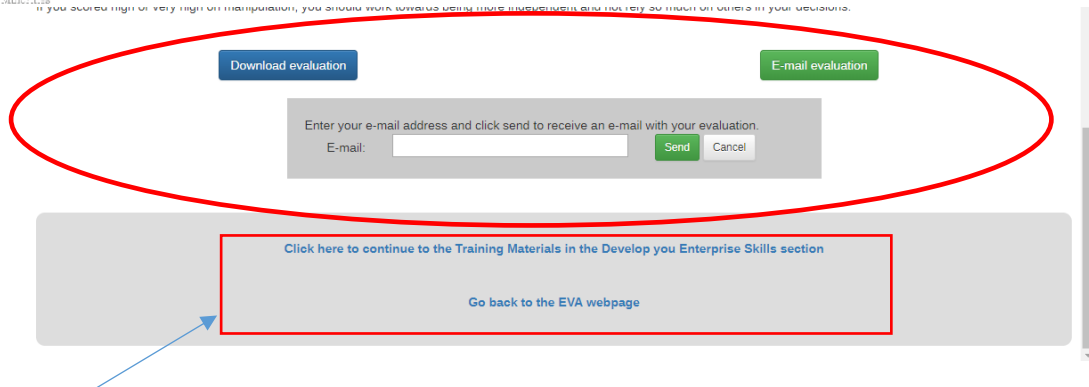 If you scored high or very high on manipulation, you should work towards being more independent and not rely so much on others in your decisions.
Download evaluation E-mail evaluation
Enter your e-mail address and click send to receive an e-mail with your evaluation.
E-mail: Send Cancel
Click here to continue to the Training Materials in the Develop you Enterprise Skills section
Go back to the EVA webpage